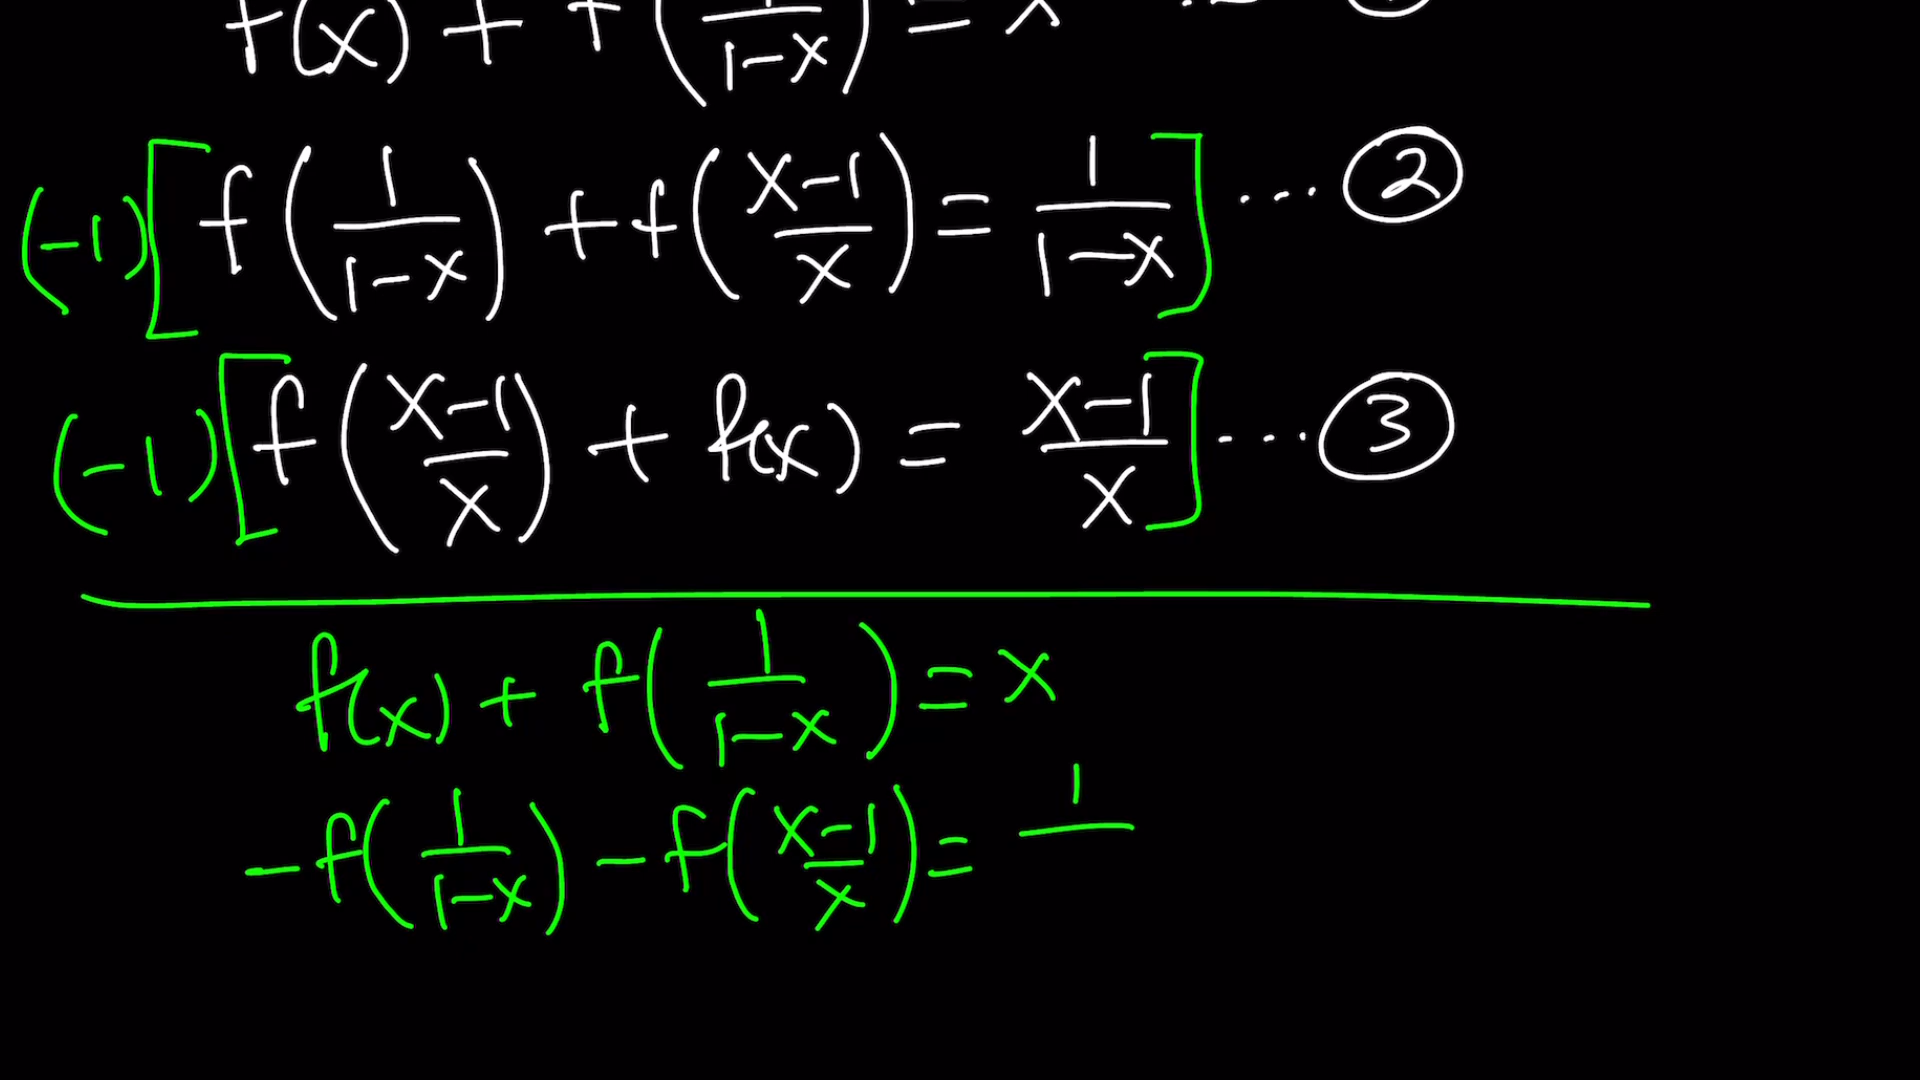 f(x) + f(1/(1-x)) = x ... ①
(-1)[f(1/(1-x)) + f((x-1)/x) = 1/(1-x)] ... ②
(-1)[f((x-1)/x) + f(x) = (x-1)/x] ... ③
f(x) + f(1/(1-x)) = x
-f(1/(1-x)) - f((x-1)/x) = 1/